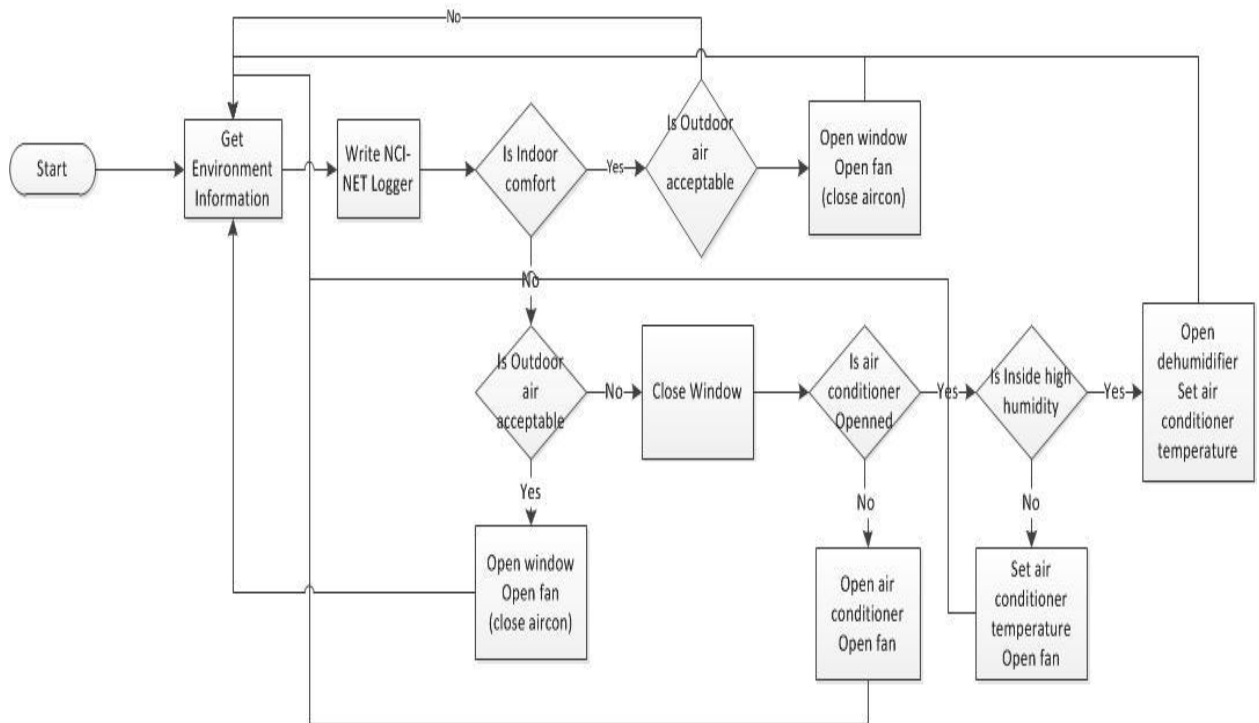 No
Start
Get
Environment
Information
Write NCI-
NET Logger
Is Indoor
comfort
Yes
Is Outdoor
air
acceptable
Open window
Open fan
(close aircon)
No
Is Outdoor
air
acceptable
No
Close Window
Is air
conditioner
Openned
Yes
Is Inside high
humidity
Yes
Open
dehumidifier
Set air
conditioner
temperature
Yes
No
No
Open window
Open fan
(close aircon)
Open air
conditioner
Open fan
Set air
conditioner
temperature
Open fan